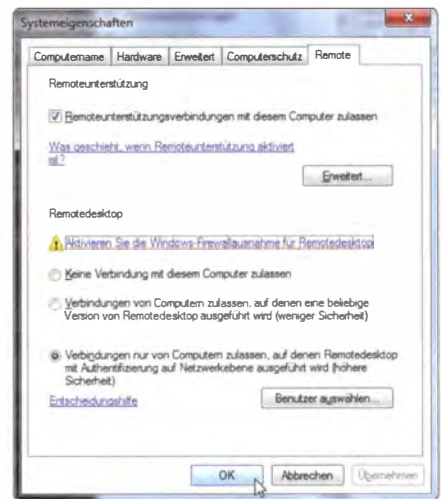 Systemeigenschaften
Computername Hardware Erweitert Computerschutz Remote
Remoteunterstützung
Remoteunterstützungsverbindungen mit diesem Computer zulassen
Was geschieht, wenn Remoteunterstützung aktiviert
ist?
Erweitert...
Remotedesktop
Aktivieren Sie die Windows-Firewallausnahme für Remotedesktop
Keine Verbindung mit diesem Computer zulassen
Verbindungen von Computern zulassen, auf denen eine beliebige
Version von Remotedesktop ausgeführt wird (weniger Sicherheit)
Verbindungen nur von Computern zulassen, auf denen Remotedesktop
mit Authentifizierung auf Netzwerkebene ausgeführt wird (höhere
Sicherheit)
Entscheidungshilfe Benutzer auswählen...
OK Abbrechen Übernehmen